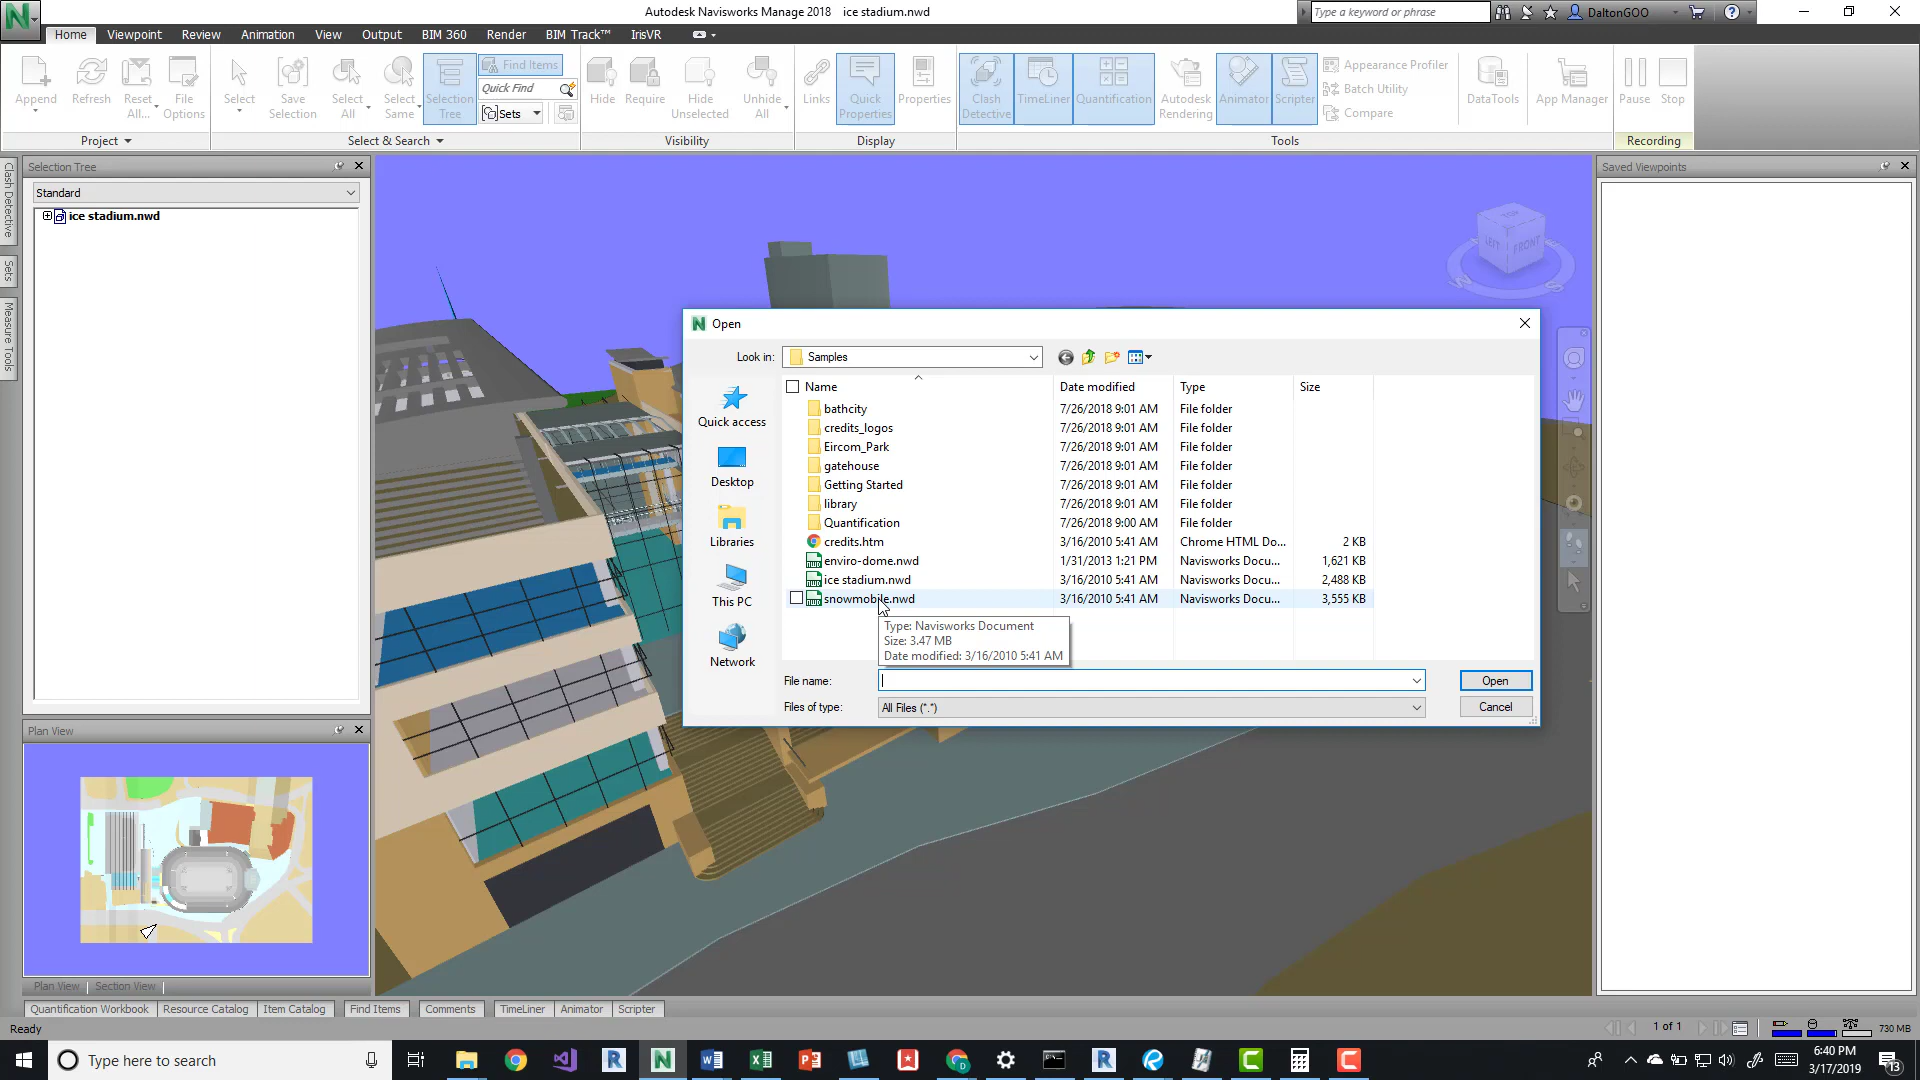 Autodesk Navisworks Manage 2018 ice stadium.nwd
Type a keyword or phrase
DaltonGOO
Home Viewpoint Review Animation View Output BIM 360 Render BIM Track™ IrisVR
Append
Refresh
Reset All...
File Options
Project
Select
Save Selection
Select All
Select Same
Selection Tree
Find Items
Quick Find
Sets
Select & Search
Hide
Require
Hide Unselected
Unhide All
Visibility
Links
Quick Properties
Properties
Display
Clash Detective
TimeLiner
Quantification
Autodesk Rendering
Animator
Scripter
Appearance Profiler
Batch Utility
Compare
Tools
DataTools
App Manager
Pause
Stop
Recording
Clash Detective
Sets
Measure Tools
Selection Tree
Standard
ice stadium.nwd
Saved Viewpoints
TOP
LEFT
FRONT
W
S
Open
Look in: Samples
Quick access
Desktop
Libraries
This PC
Network
Name Date modified Type Size
bathcity 7/26/2018 9:01 AM File folder
credits_logos 7/26/2018 9:01 AM File folder
Eircom_Park 7/26/2018 9:01 AM File folder
gatehouse 7/26/2018 9:01 AM File folder
Getting Started 7/26/2018 9:01 AM File folder
library 7/26/2018 9:01 AM File folder
Quantification 7/26/2018 9:00 AM File folder
credits.htm 3/16/2010 5:41 AM Chrome HTML Do... 2 KB
enviro-dome.nwd 1/31/2013 1:21 PM Navisworks Docu... 1,621 KB
ice stadium.nwd 3/16/2010 5:41 AM Navisworks Docu... 2,488 KB
snowmobile.nwd 3/16/2010 5:41 AM Navisworks Docu... 3,555 KB
Type: Navisworks Document
Size: 3.47 MB
Date modified: 3/16/2010 5:41 AM
File name:
Open
Files of type: All Files (*.*)
Cancel
Plan View
Plan View Section View
Quantification Workbook Resource Catalog Item Catalog Find Items Comments TimeLiner Animator Scripter
Ready
1 of 1
730 MB
Type here to search
6:40 PM
3/17/2019
13